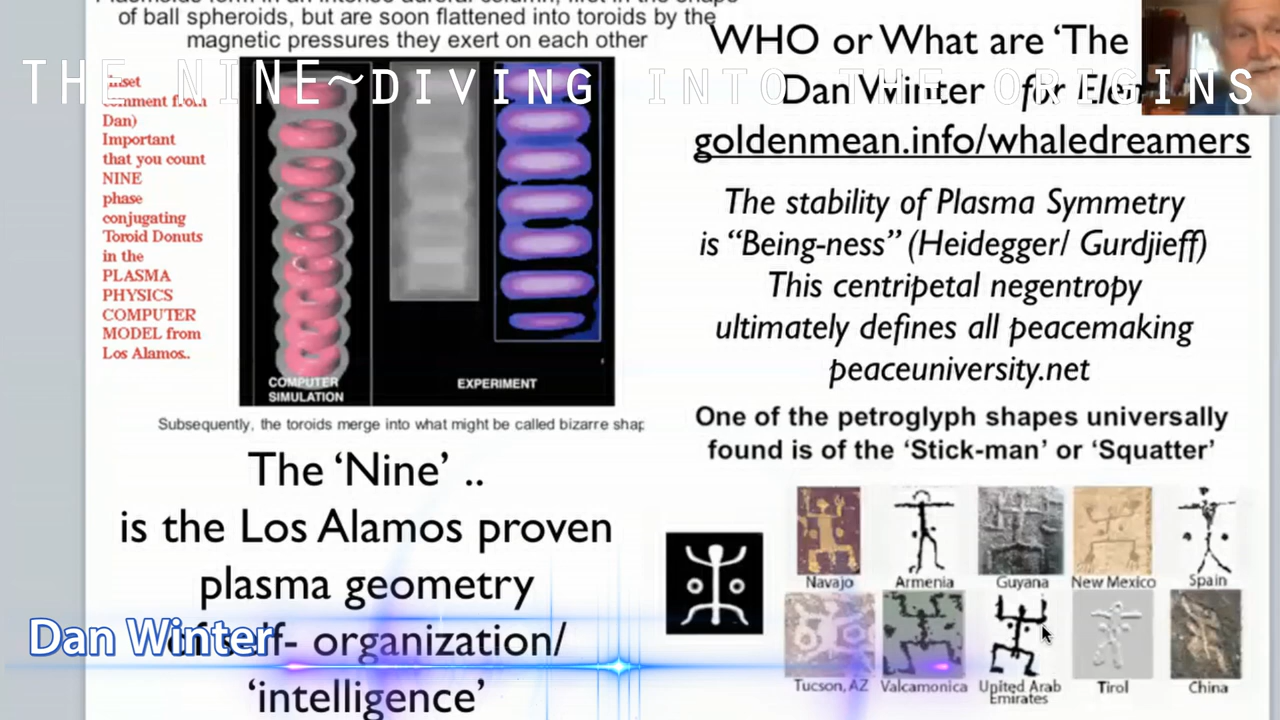 of ball spheroids, but are soon flattened into toroids by the
magnetic pressures they exert on each other
THE NINE~DIVING INTO THE ORIGINS
inset
comment from
Dan)
Important
that you count
NINE
phase
conjugating
Toroid Donuts
in the
PLASMA
PHYSICS
COMPUTER
MODEL from
Los Alamos..
COMPUTER
SIMULATION
EXPERIMENT
Subsequently, the toroids merge into what might be called bizarre shap
The ‘Nine’ ..
is the Los Alamos proven
plasma geometry
of self- organization/
‘intelligence’
Dan Winter
WHO or What are ‘The
Dan Winter for
goldenmean.info/whaledreamers
The stability of Plasma Symmetry
is “Being-ness” (Heidegger/ Gurdjieff)
This centripetal negentropy
ultimately defines all peacemaking
peaceuniversity.net
One of the petroglyph shapes universally
found is of the ‘Stick-man’ or ‘Squatter’
Navajo Armenia Guyana New Mexico Spain
Tucson, AZ Valcamonica United Arab Emirates Tirol China